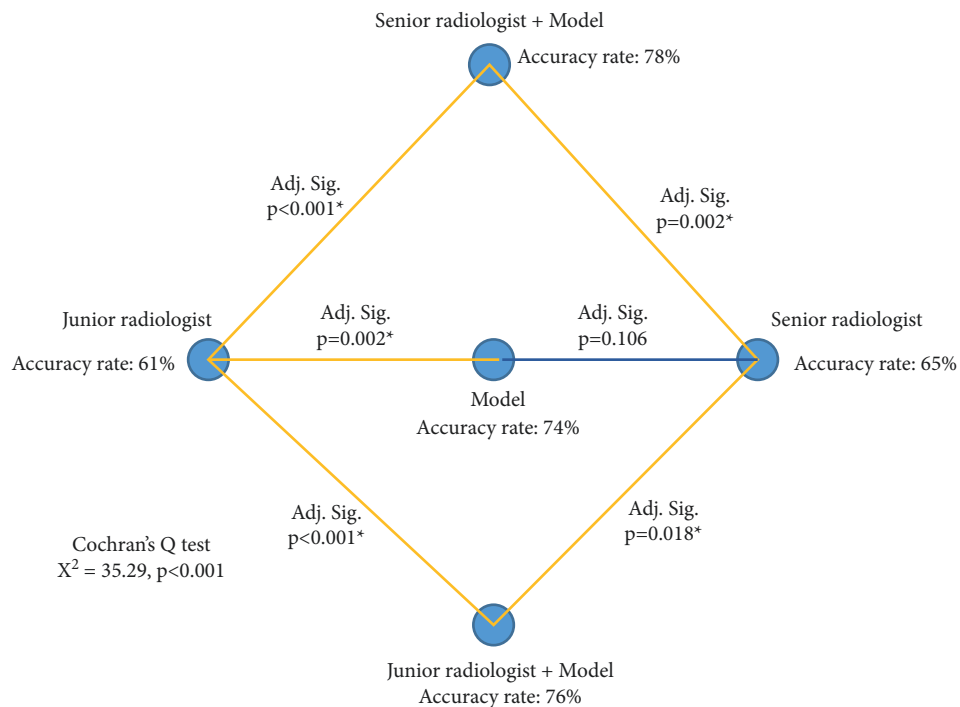 Senior radiologist + Model
Accuracy rate: 78%
Adj. Sig.
p<0.001*
Adj. Sig.
p=0.002*
Junior radiologist
Accuracy rate: 61%
Adj. Sig.
p=0.002*
Adj. Sig.
p=0.106
Senior radiologist
Accuracy rate: 65%
Model
Accuracy rate: 74%
Adj. Sig.
p<0.001*
Adj. Sig.
p=0.018*
Cochran's Q test
X² = 35.29, p<0.001
Junior radiologist + Model
Accuracy rate: 76%